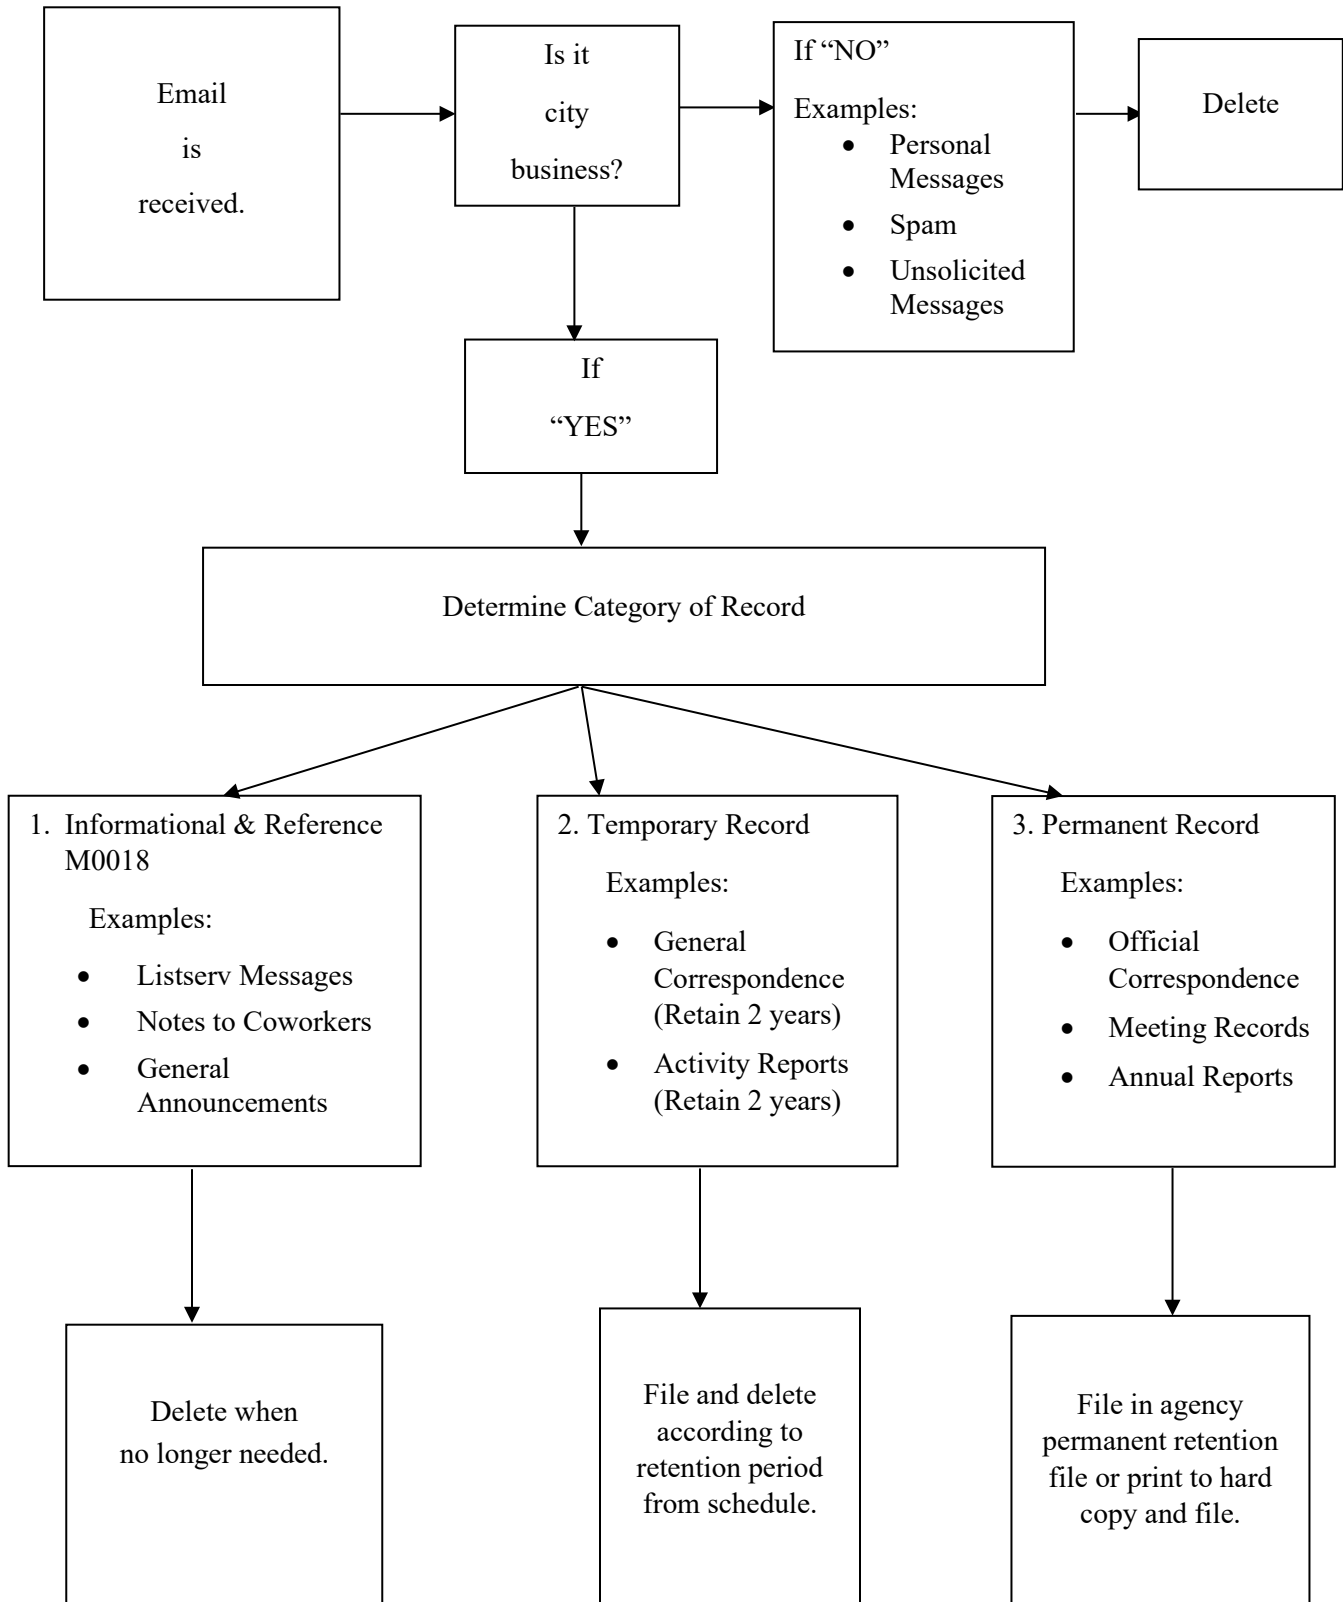 Email
is
received.
Is it
city
business?
If “NO”
Examples:
• Personal
Messages
• Spam
• Unsolicited
Messages
Delete
If
“YES”
Determine Category of Record
1. Informational & Reference
M0018
Examples:
• Listserv Messages
• Notes to Coworkers
• General
Announcements
2. Temporary Record
Examples:
• General
Correspondence
(Retain 2 years)
• Activity Reports
(Retain 2 years)
3. Permanent Record
Examples:
• Official
Correspondence
• Meeting Records
• Annual Reports
Delete when
no longer needed.
File and delete
according to
retention period
from schedule.
File in agency
permanent retention
file or print to hard
copy and file.